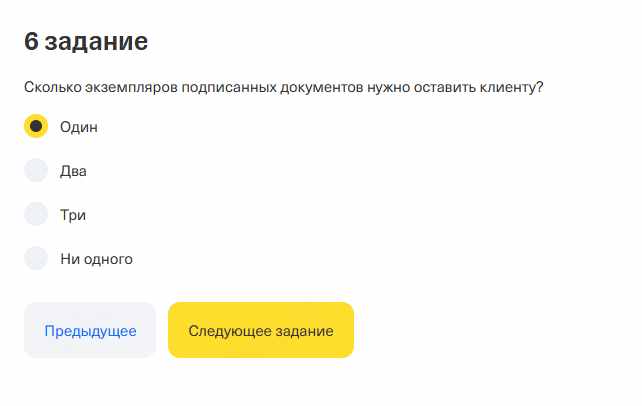 6 задание
Сколько экземпляров подписанных документов нужно оставить клиенту?
Один
Два
Три
Ни одного
Предыдущее
Следующее задание